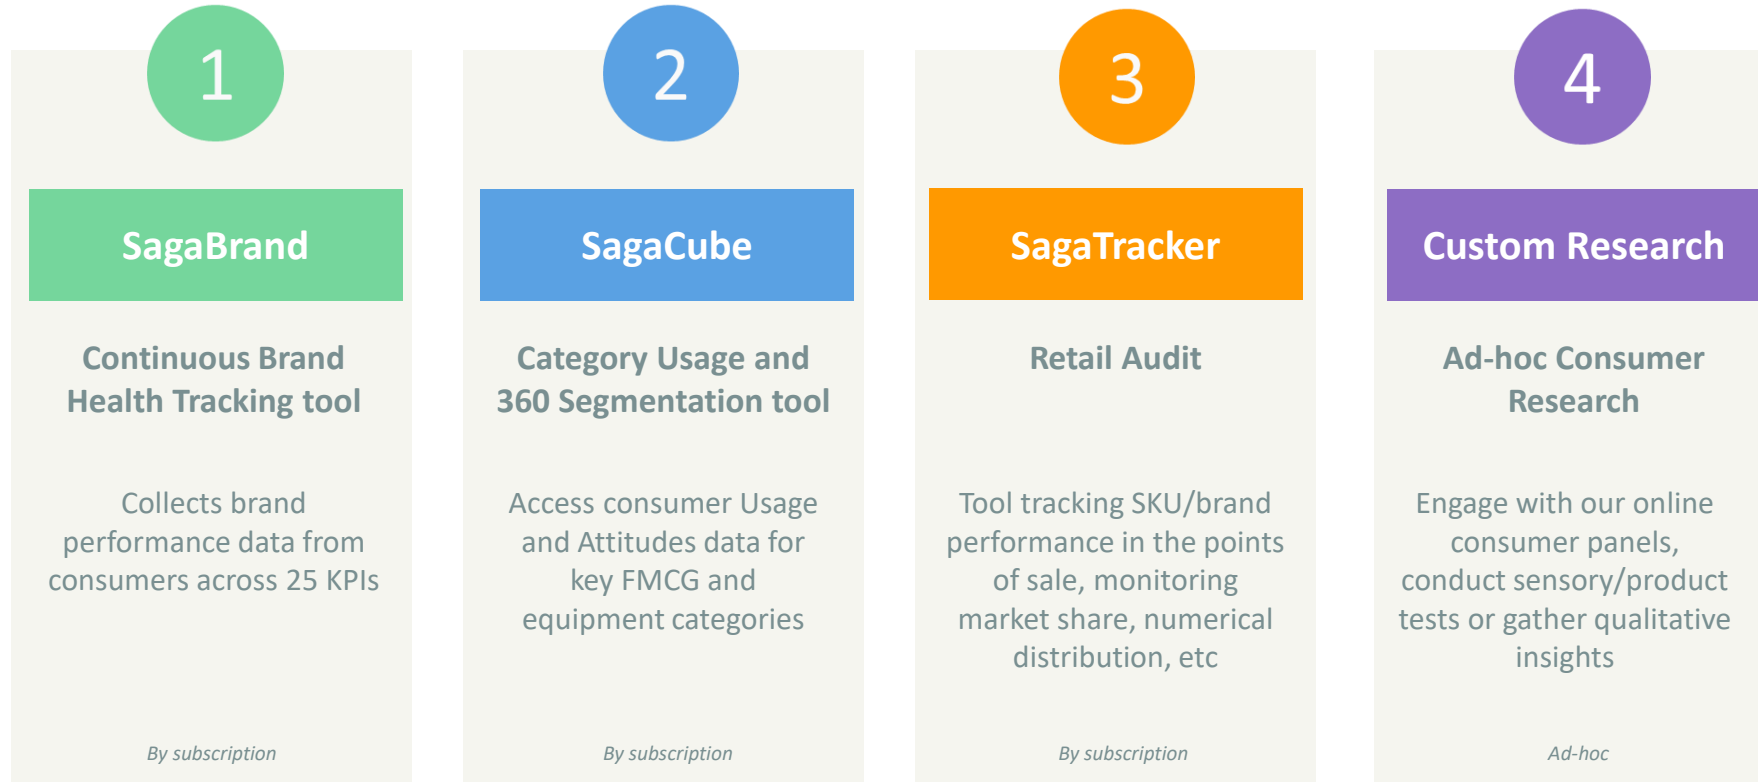 1
SagaBrand
Continuous Brand
Health Tracking tool
Collects brand
performance data from
consumers across 25 KPIs
By subscription
2
SagaCube
Category Usage and
360 Segmentation tool
Access consumer Usage
and Attitudes data for
key FMCG and
equipment categories
By subscription
3
SagaTracker
Retail Audit
Tool tracking SKU/brand
performance in the points
of sale, monitoring
market share, numerical
distribution, etc
By subscription
4
Custom Research
Ad-hoc Consumer
Research
Engage with our online
consumer panels,
conduct sensory/product
tests or gather qualitative
insights
Ad-hoc